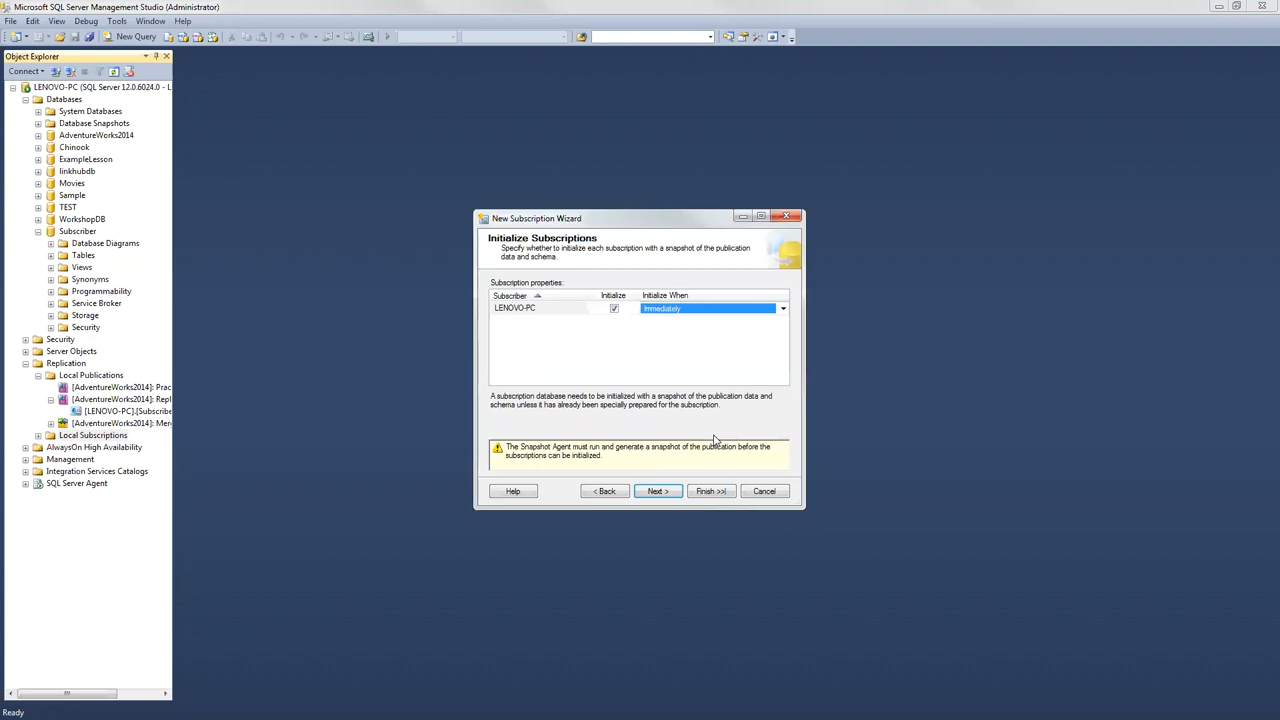 Microsoft SQL Server Management Studio (Administrator)
File Edit View Debug Tools Window Help
New Query
Object Explorer
Connect
LENOVO-PC (SQL Server 12.0.6024.0 - L
Databases
System Databases
Database Snapshots
AdventureWorks2014
Chinook
ExampleLesson
linkhubdb
Movies
Sample
TEST
WorkshopDB
Subscriber
Database Diagrams
Tables
Views
Synonyms
Programmability
Service Broker
Storage
Security
Security
Server Objects
Replication
Local Publications
[AdventureWorks2014]: Prac
[AdventureWorks2014]: Repl
[LENOVO-PC].[Subscribe
[AdventureWorks2014]: Mer
Local Subscriptions
AlwaysOn High Availability
Management
Integration Services Catalogs
SQL Server Agent
New Subscription Wizard
Initialize Subscriptions
Specify whether to initialize each subscription with a snapshot of the publication
data and schema.
Subscription properties:
Subscriber Initialize Initialize When
LENOVO-PC Immediately
A subscription database needs to be initialized with a snapshot of the publication data and
schema unless it has already been specially prepared for the subscription.
The Snapshot Agent must run and generate a snapshot of the publication before the
subscriptions can be initialized.
Help < Back Next > Finish >>| Cancel
Ready